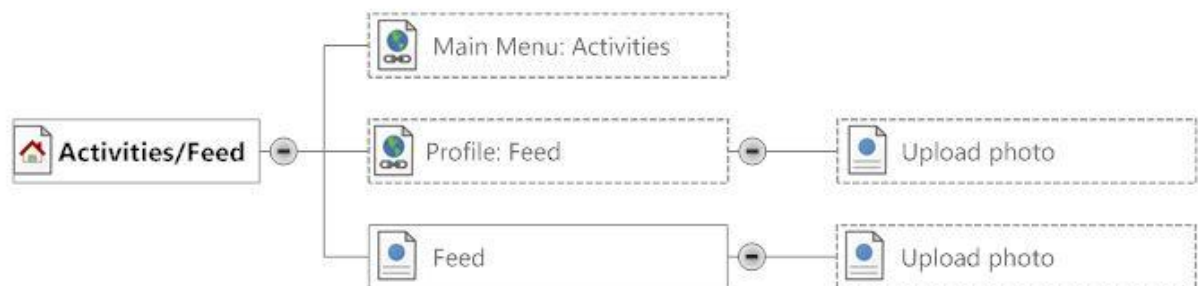 Main Menu: Activities
Activities/Feed
Profile: Feed
Upload photo
Feed
Upload photo